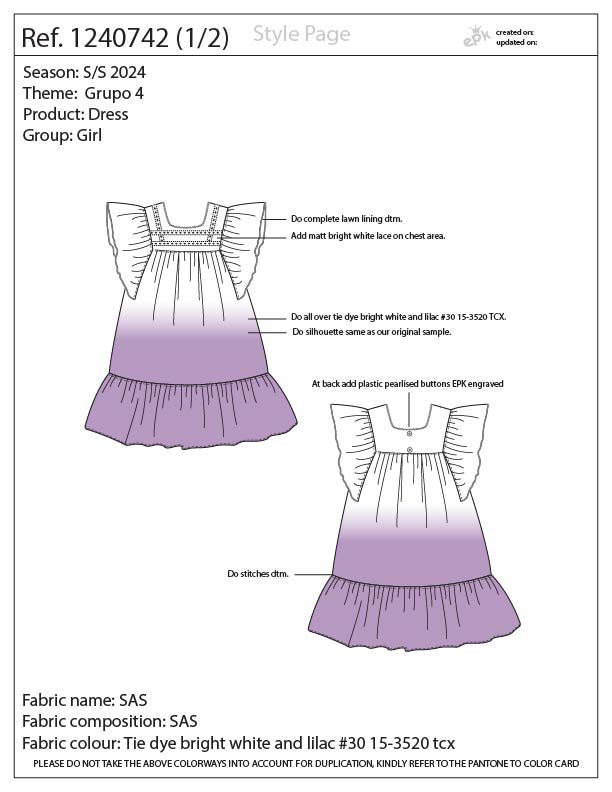 Ref. 1240742 (1/2)
Style Page
epk
created on:
updated on:
Season: S/S 2024
Theme: Grupo 4
Product: Dress
Group: Girl
Do complete lawn lining dtm.
Add matt bright white lace on chest area.
Do all over tie dye bright white and lilac #30 15-3520 TCX.
Do silhouette same as our original sample.
At back add plastic pearlised buttons EPK engraved
Do stitches dtm.
Fabric name: SAS
Fabric composition: SAS
Fabric colour: Tie dye bright white and lilac #30 15-3520 tcx
PLEASE DO NOT TAKE THE ABOVE COLORWAYS INTO ACCOUNT FOR DUPLICATION, KINDLY REFER TO THE PANTONE TO COLOR CARD